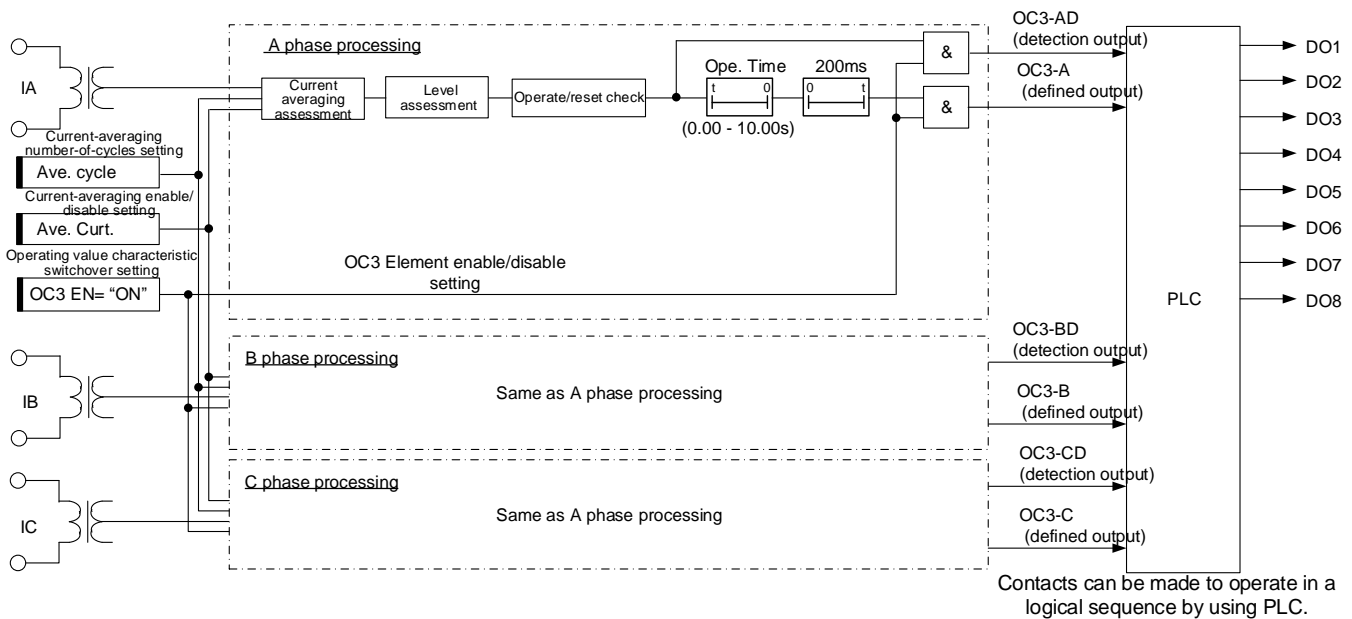 OC3-AD
(detection output)
A phase processing
&
DO1
IA
Ope. Time
200ms
OC3-A
(defined output)
DO2
Current
averaging
assessment
Level
assessment
Operate/reset check
t 0
0 t
&
DO3
(0.00 - 10.00s)
Current-averaging
number-of-cycles setting
DO4
Ave. cycle
Current-averaging enable/
disable setting
DO5
Ave. Curt.
DO6
Operating value characteristic
switchover setting
OC3 Element enable/disable
setting
DO7
OC3 EN= “ON”
PLC
DO8
OC3-BD
(detection output)
B phase processing
Same as A phase processing
IB
OC3-B
(defined output)
OC3-CD
(detection output)
C phase processing
Same as A phase processing
IC
OC3-C
(defined output)
Contacts can be made to operate in a
logical sequence by using PLC.